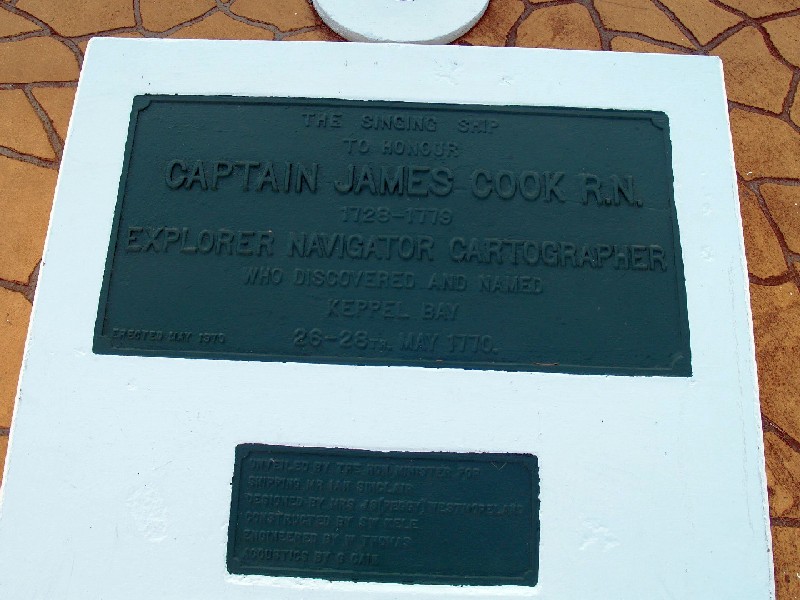 THE SINGING SHIP
TO HONOUR
CAPTAIN JAMES COOK R.N.
1728-1779
EXPLORER NAVIGATOR CARTOGRAPHER
WHO DISCOVERED AND NAMED
KEPPEL BAY
26-28TH. MAY 1770.
ERECTED MAY 1970
UNVEILED BY THE MINISTER FOR
SHIPPING MR IAN SINCLAIR
DESIGNED BY MRS
CONSTRUCTED BY
ENGINEERED BY THOMAS
ACOUSTICS BY G